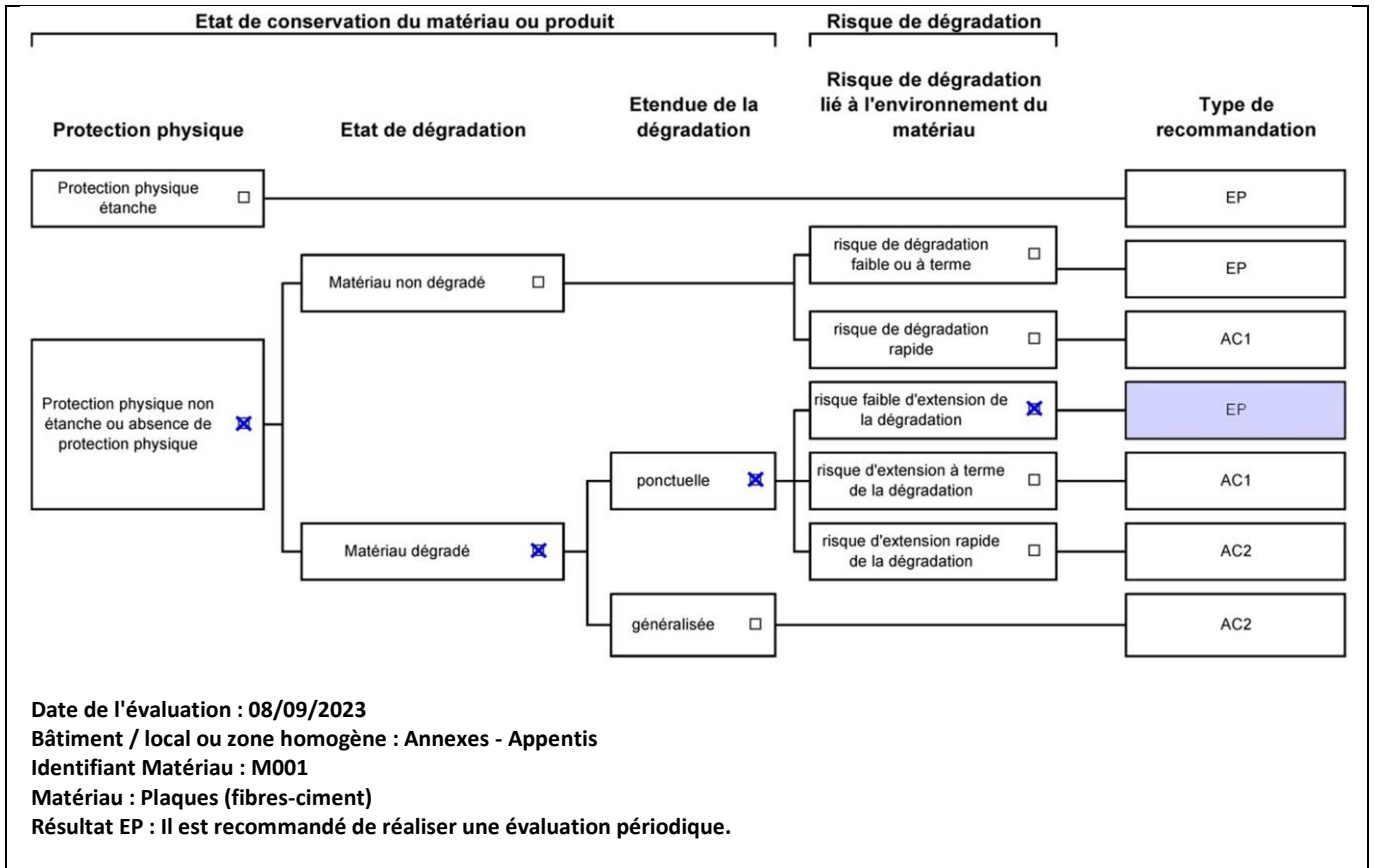 Etat de conservation du matériau ou produit
Risque de dégradation
Protection physique
Etat de dégradation
Etendue de la
dégradation
Risque de dégradation
lié à l'environnement du
matériau
Type de
recommandation
Protection physique
étanche
EP
risque de dégradation
faible ou à terme
EP
Matériau non dégradé
risque de dégradation
rapide
AC1
Protection physique non
étanche ou absence de
protection physique
risque faible d'extension de
la dégradation
EP
ponctuelle
risque d'extension à terme
de la dégradation
AC1
Matériau dégradé
risque d'extension rapide
de la dégradation
AC2
généralisée
AC2
Date de l'évaluation : 08/09/2023
Bâtiment / local ou zone homogène : Annexes - Appentis
Identifiant Matériau : M001
Matériau : Plaques (fibres-ciment)
Résultat EP : Il est recommandé de réaliser une évaluation périodique.